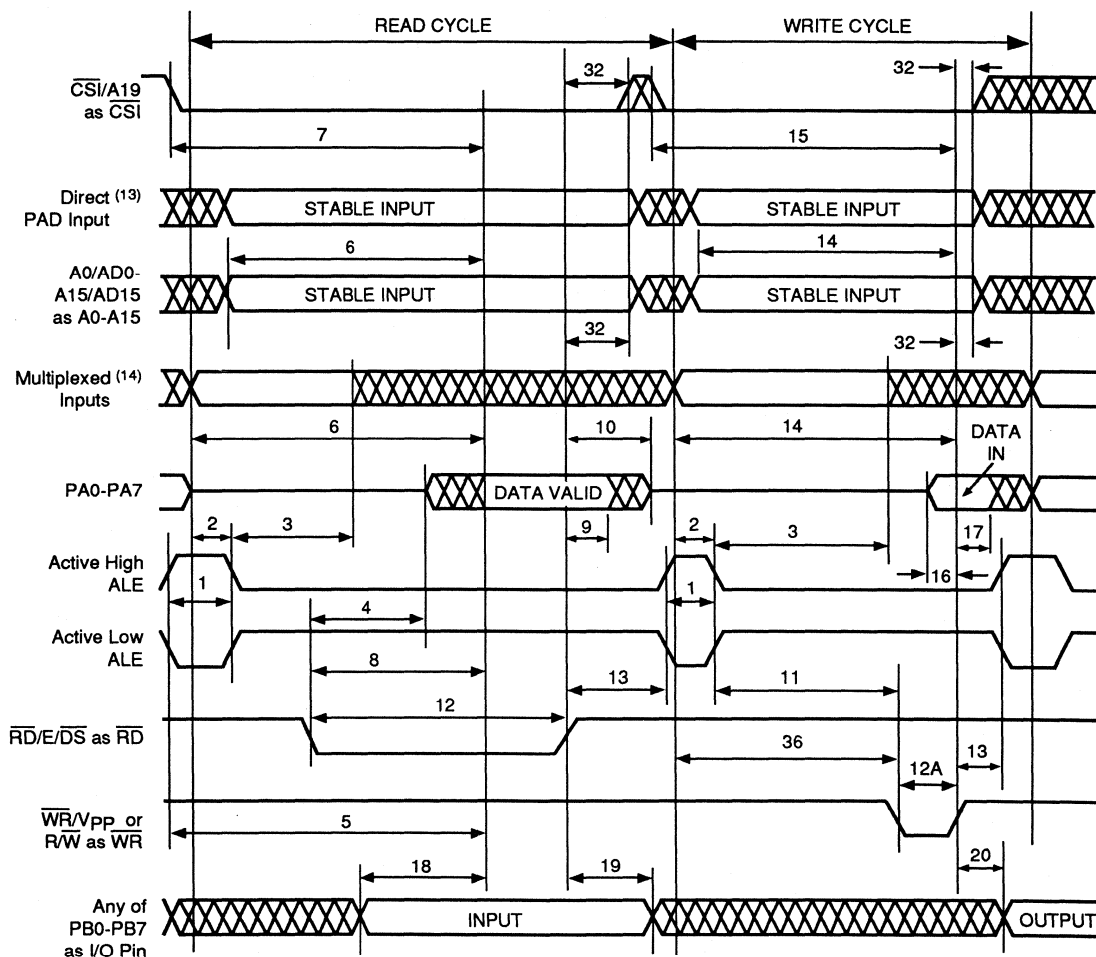 READ CYCLE
WRITE CYCLE
CSI/A19
as CSI
32
32
7
15
Direct (13)
PAD Input
STABLE INPUT
STABLE INPUT
6
14
A0/AD0-
A15/AD15
as A0-A15
STABLE INPUT
STABLE INPUT
32
32
Multiplexed (14)
Inputs
6
10
14
DATA
IN
PA0-PA7
DATA VALID
2
3
9
2
3
17
Active High
ALE
1
1
16
4
Active Low
ALE
8
13
11
12
RD/E/DS as RD
36
12A
13
WR/VPP or
R/W as WR
5
18
19
20
Any of
PB0-PB7
as I/O Pin
INPUT
OUTPUT